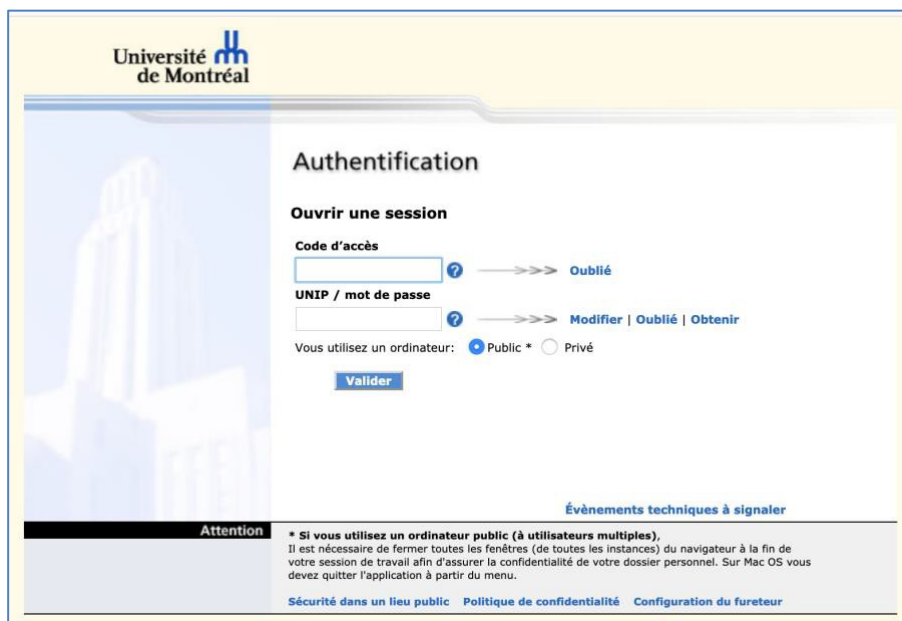 Université
de Montréal
Authentification
Ouvrir une session
Code d'accès
? ——>>> Oublié
UNIP / mot de passe
? ——>>> Modifier | Oublié | Obtenir
Vous utilisez un ordinateur: Public * Privé
Valider
Évènements techniques à signaler
Attention
* Si vous utilisez un ordinateur public (à utilisateurs multiples),
Il est nécessaire de fermer toutes les fenêtres (de toutes les instances) du navigateur à la fin de
votre session de travail afin d'assurer la confidentialité de votre dossier personnel. Sur Mac OS vous
devez quitter l'application à partir du menu.
Sécurité dans un lieu public Politique de confidentialité Configuration du fureteur